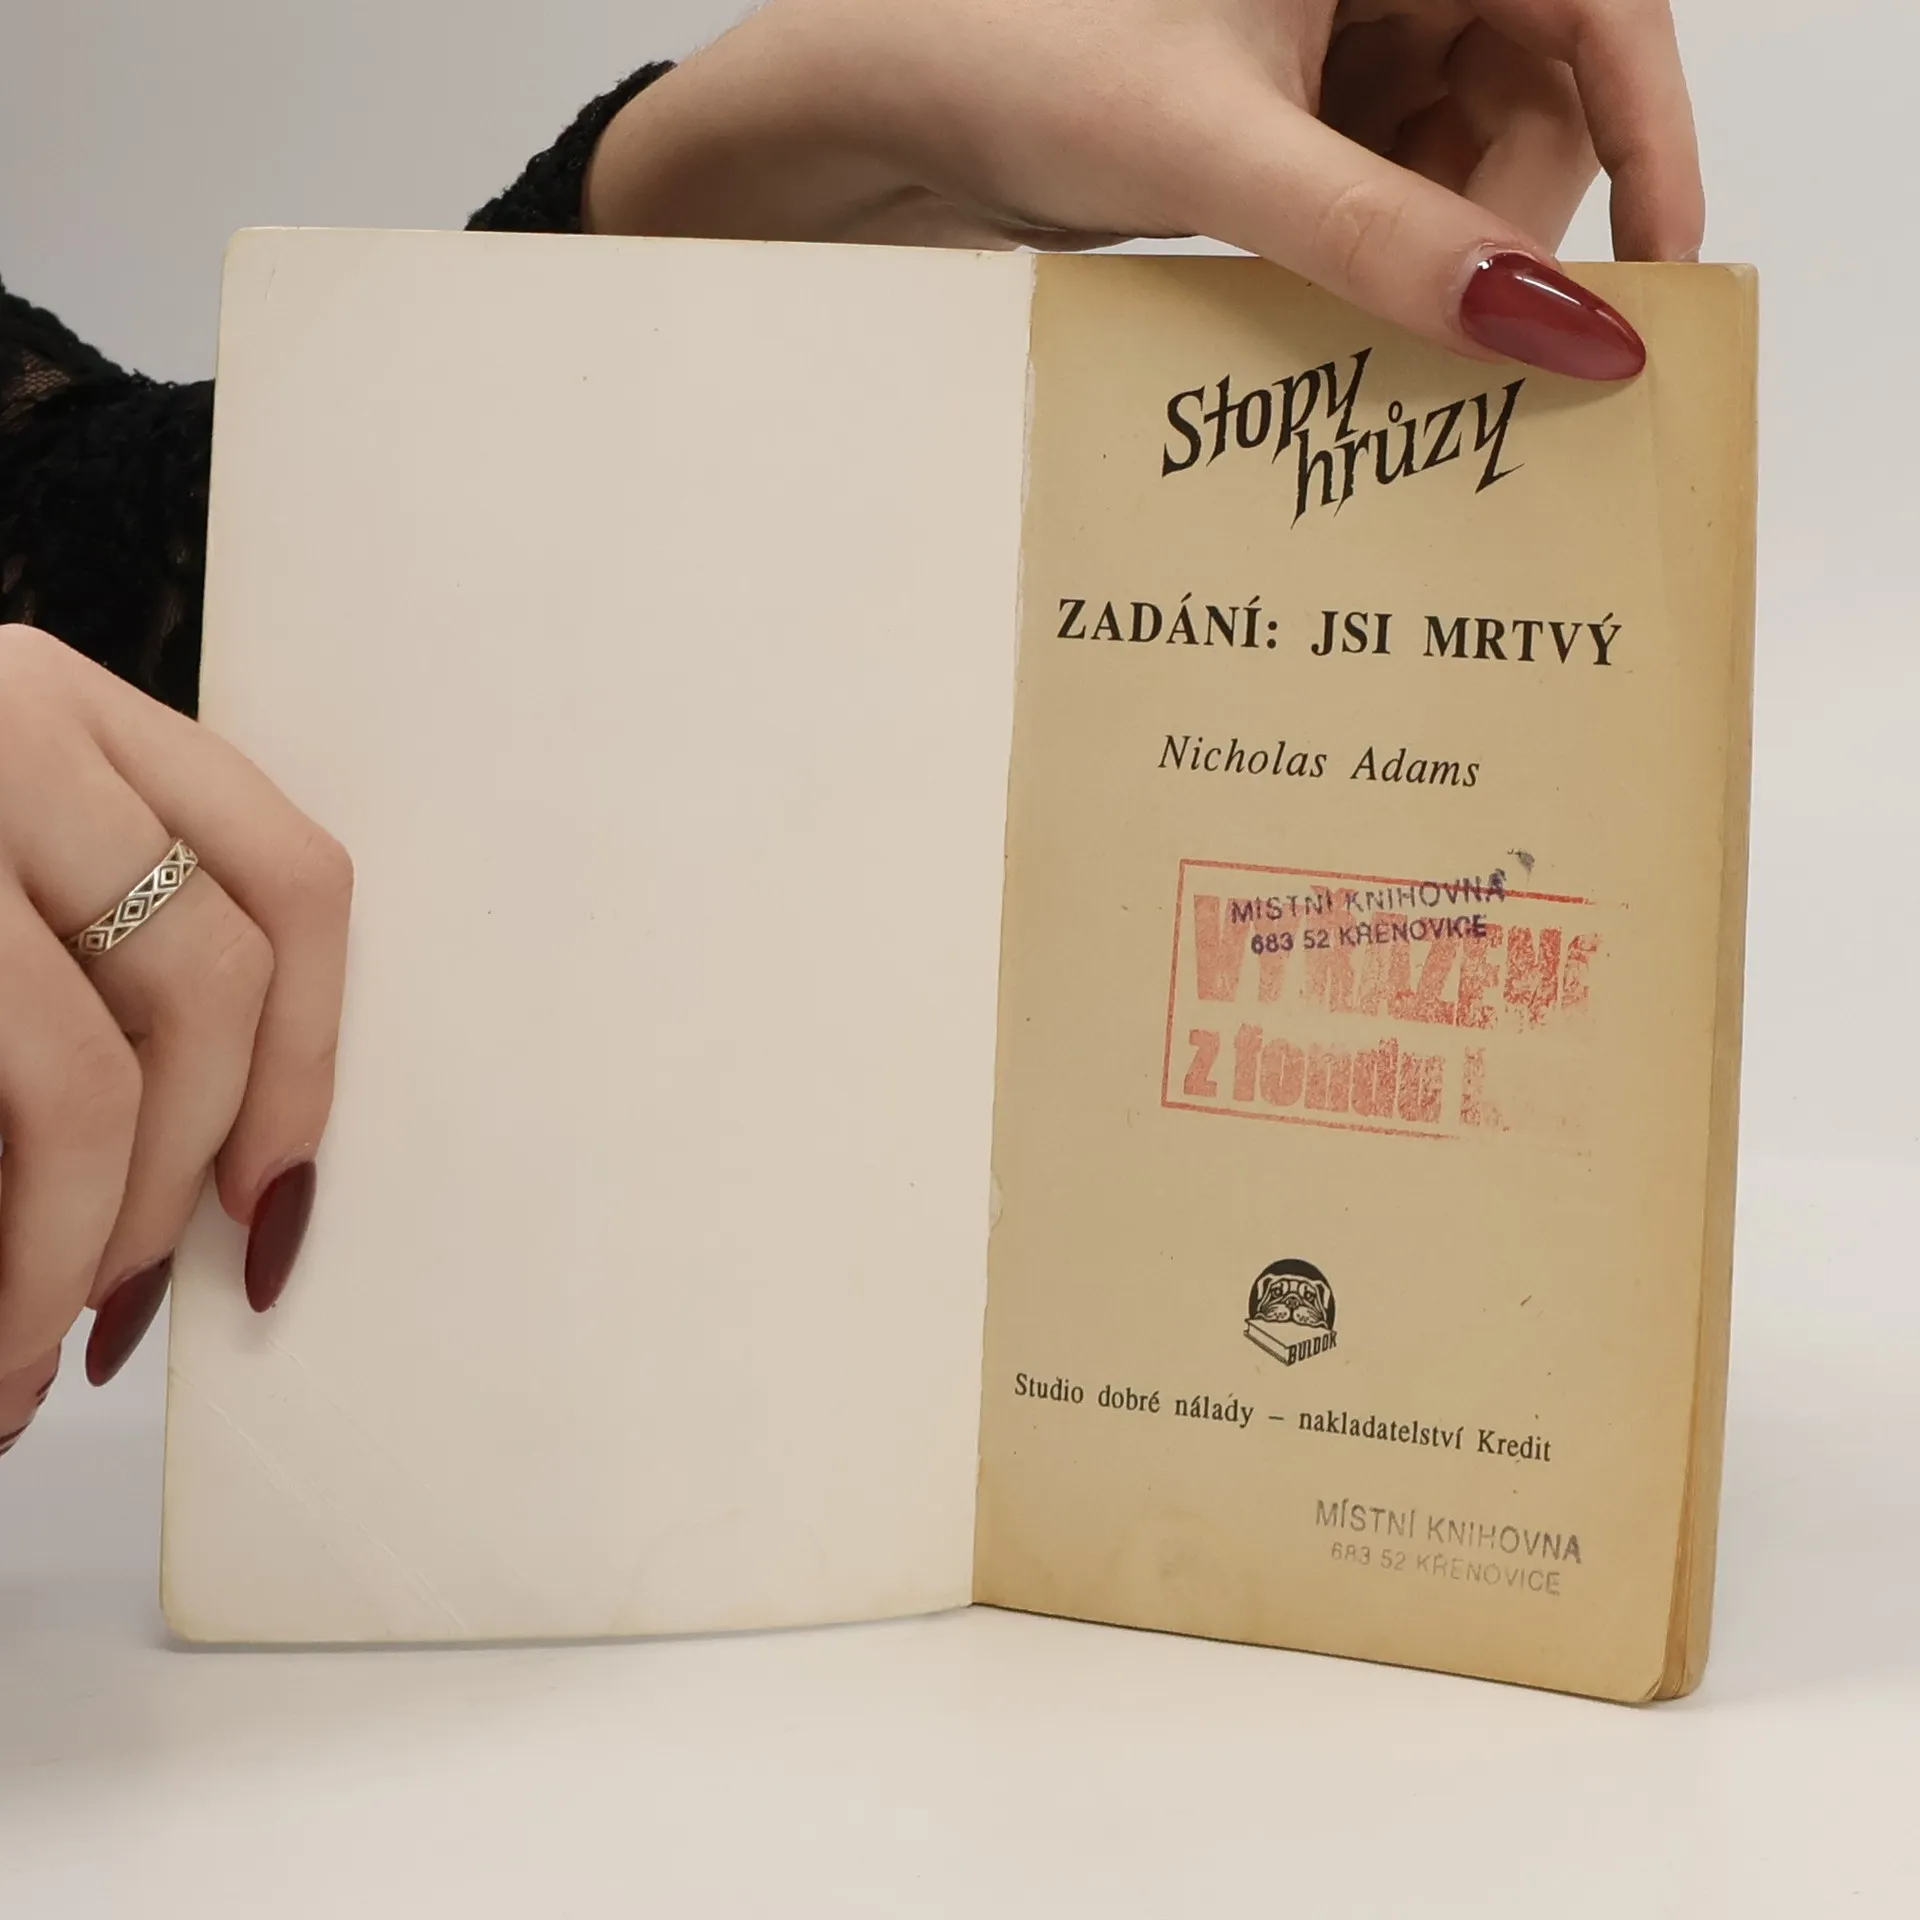 Stopy
hrůzy
ZADÁNÍ: JSI MRTVÝ
Nicholas Adams
MÍSTNÍ KNIHOVNA
683 52 KŘENOVICE
VYŘAZENO
z fondu
BULDOK
Studio dobré nálady – nakladatelství Kredit
MÍSTNÍ KNIHOVNA
683 52 KŘENOVICE